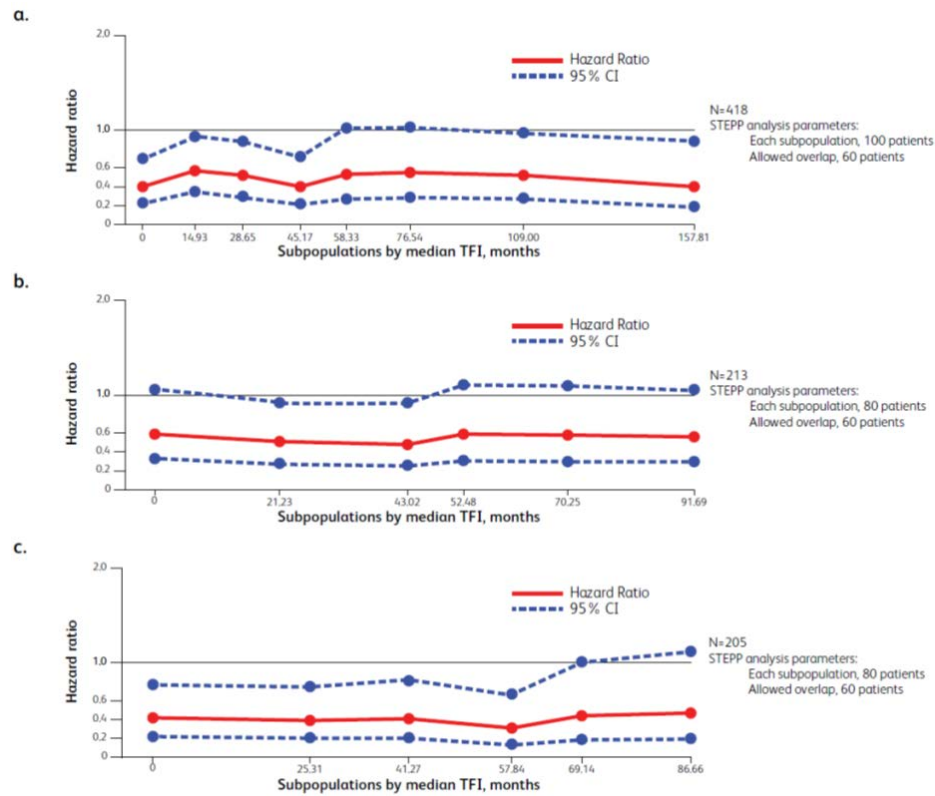 a.
2.0
1.0
0.6
0.4
0.2
0
Hazard ratio
Hazard Ratio
95% CI
N=418
STEPP analysis parameters:
Each subpopulation, 100 patients
Allowed overlap, 60 patients
0 14.93 28.65 45.17 58.33 76.54 109.00 157.81
Subpopulations by median TFI, months
b.
2.0
1.0
0.6
0.4
0.2
0
Hazard ratio
Hazard Ratio
95% CI
N=213
STEPP analysis parameters:
Each subpopulation, 80 patients
Allowed overlap, 60 patients
0 21.23 43.02 52.48 70.25 91.69
Subpopulations by median TFI, months
c.
2.0
1.0
0.6
0.4
0.2
0
Hazard ratio
Hazard Ratio
95% CI
N=205
STEPP analysis parameters:
Each subpopulation, 80 patients
Allowed overlap, 60 patients
0 25.31 41.27 57.84 69.14 86.66
Subpopulations by median TFI, months